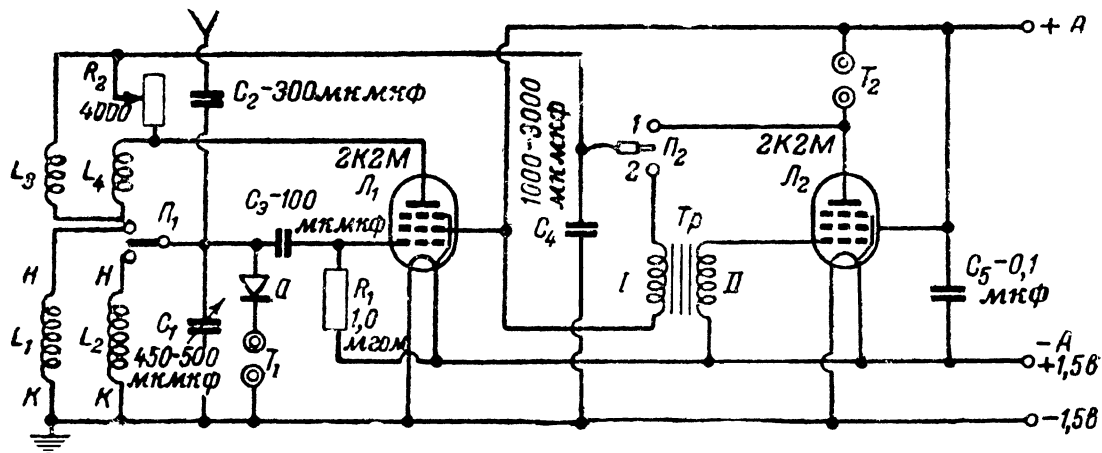 + А
R₂
4000
C₂-300мкмкф
1000-3000
мкмкф
T₂
1
П₂
2
2К2М
Л₁
2К2М
Л₂
L₃
L₄
П₁
Cэ-100
мкмкф
C₄
Тр
I
II
C₅-0,1
мкф
Н
Н
Д
R₁
1,0
мгом
L₁
L₂
C₁
450-500
мкмкф
T₁
К
К
-А
+1,5в
-1,5в